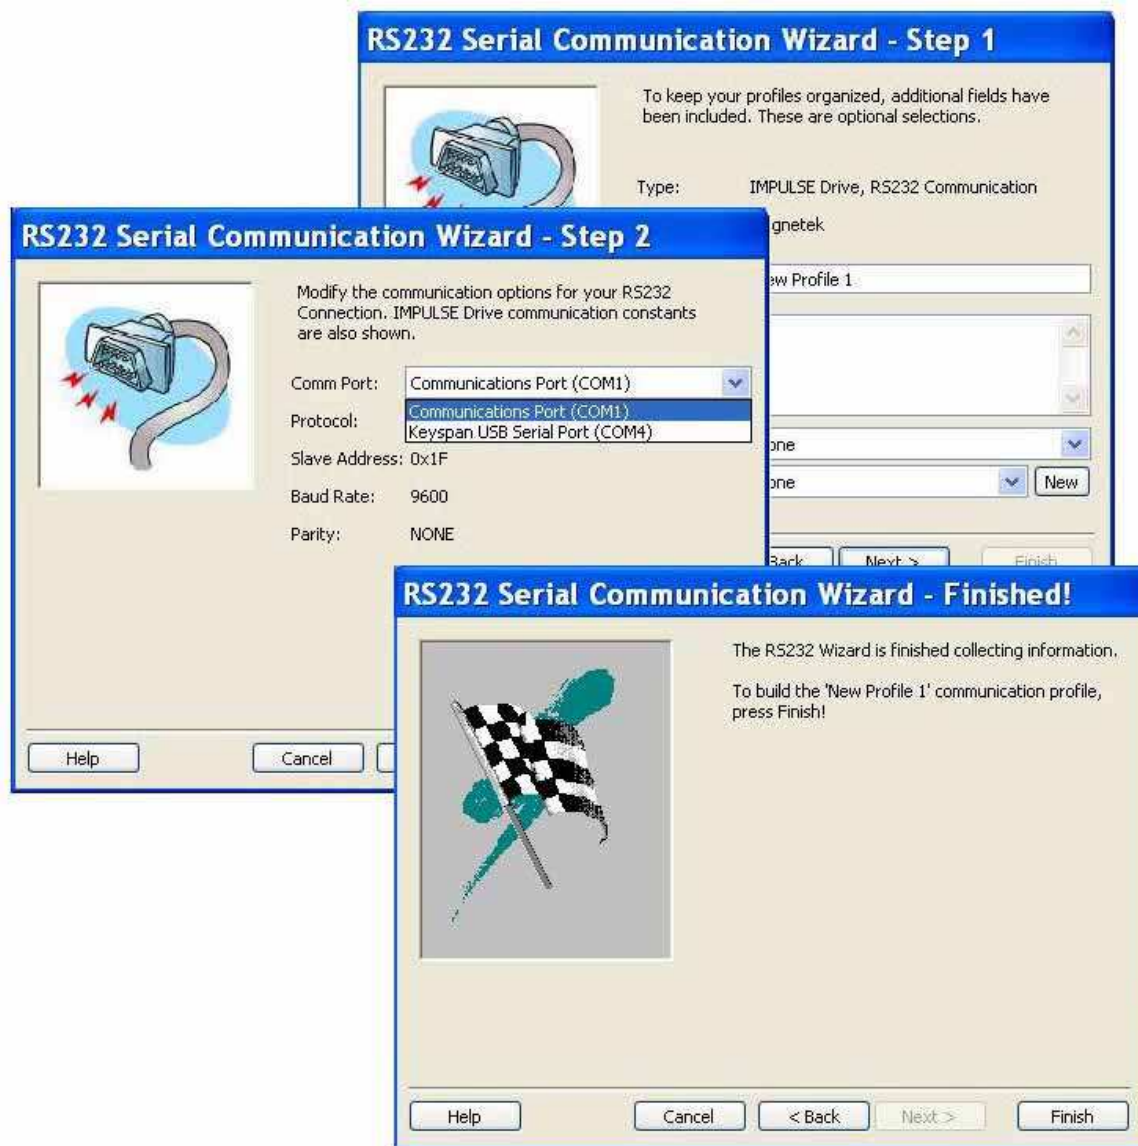 RS232 Serial Communication Wizard - Step 1
To keep your profiles organized, additional fields have
been included. These are optional selections.
Type: IMPULSE Drive, RS232 Communication
gnetek
ew Profile 1
one
one New
Back Next > Finish
RS232 Serial Communication Wizard - Step 2
Modify the communication options for your RS232
Connection. IMPULSE Drive communication constants
are also shown.
Comm Port: Communications Port (COM1)
Communications Port (COM1)
Protocol:
Keyspan USB Serial Port (COM4)
Slave Address: 0x1F
Baud Rate: 9600
Parity: NONE
Help Cancel
RS232 Serial Communication Wizard - Finished!
The RS232 Wizard is finished collecting information.
To build the 'New Profile 1' communication profile,
press Finish!
Help Cancel < Back Next > Finish